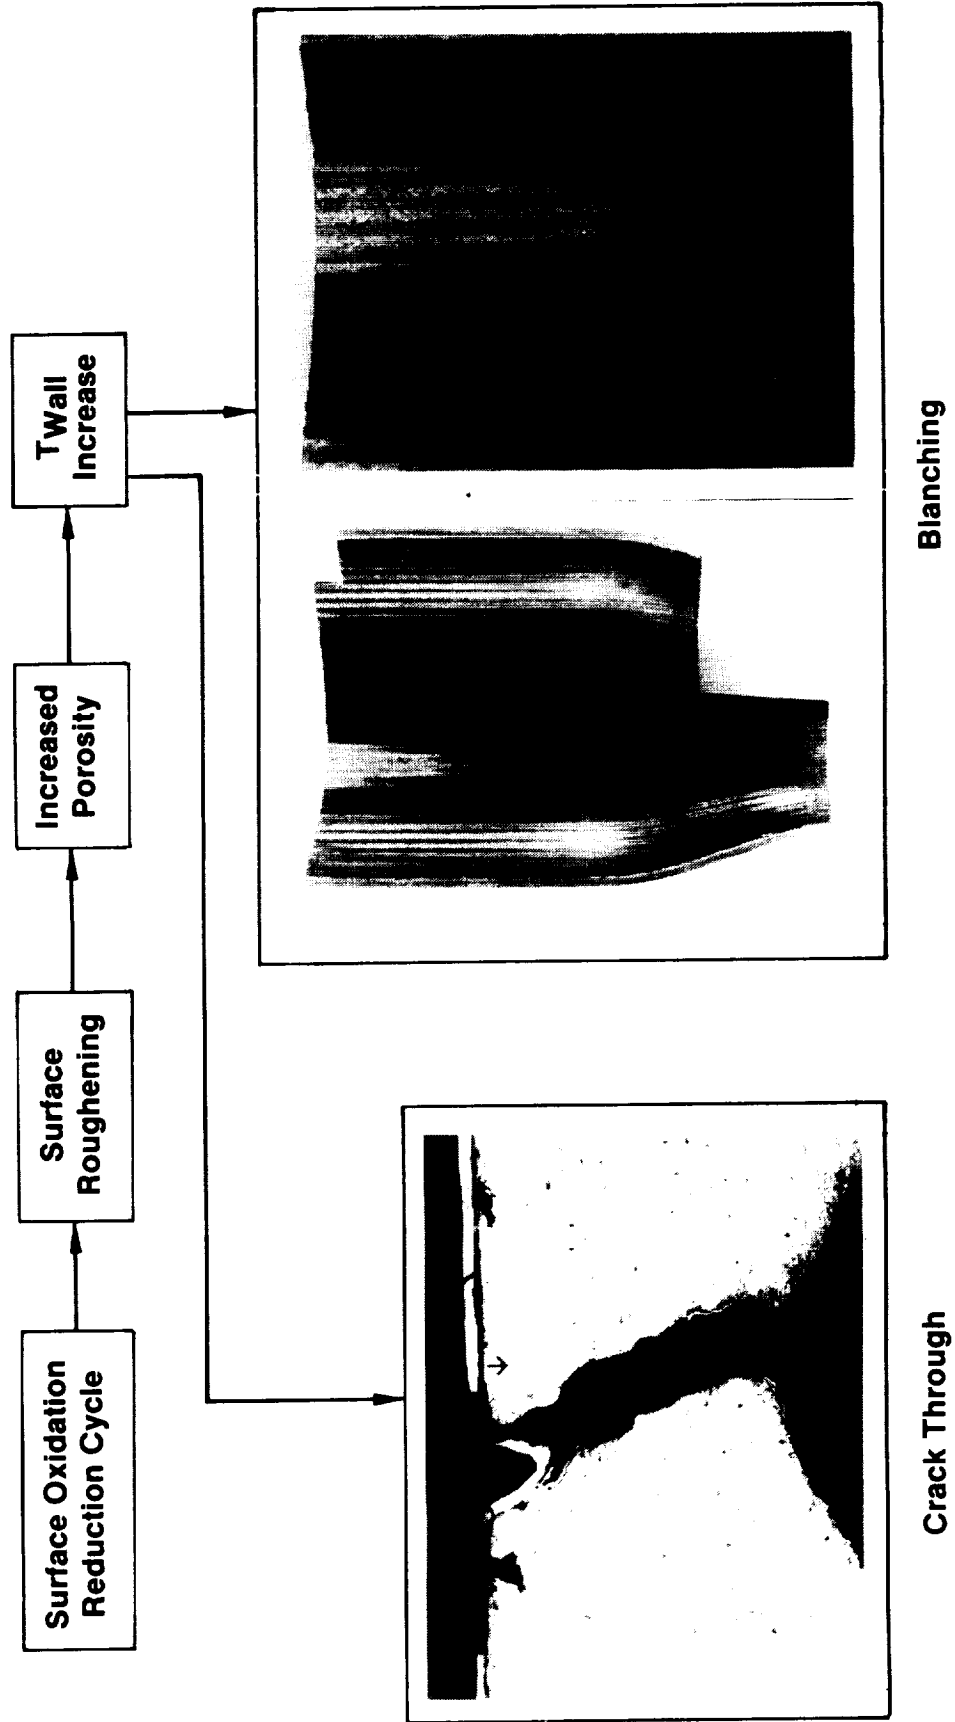 Surface Oxidation
Reduction Cycle
Surface
Roughening
Increased
Porosity
TWall
Increase
Crack Through
Blanching